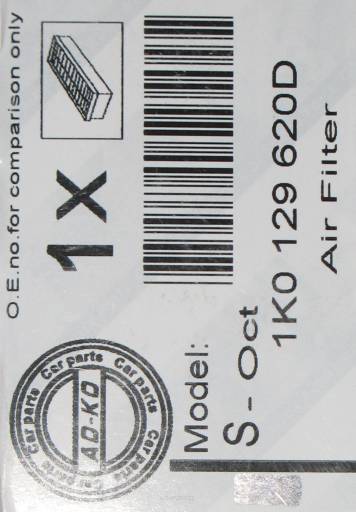 O.E.no.for comparison only
1X
Car parts Car parts Car parts Car parts
AD-KO
Model:
S - Oct
1K0 129 620D
Air Filter